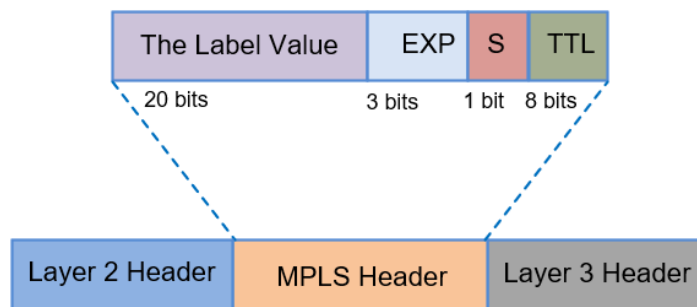 The Label Value EXP S TTL
20 bits 3 bits 1 bit 8 bits
Layer 2 Header MPLS Header Layer 3 Header